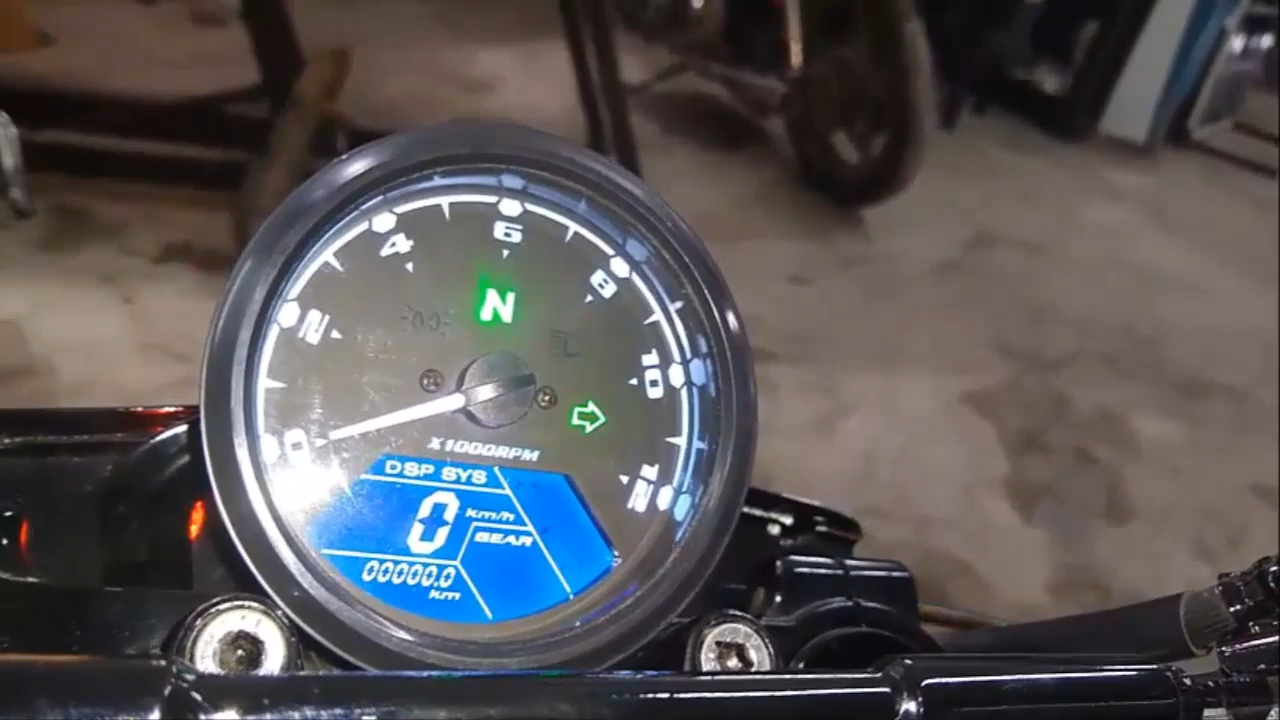 0
2
4
6
8
10
12
N
X1000RPM
DSP SYS
0 Km/h
GEAR
00000.0
Km